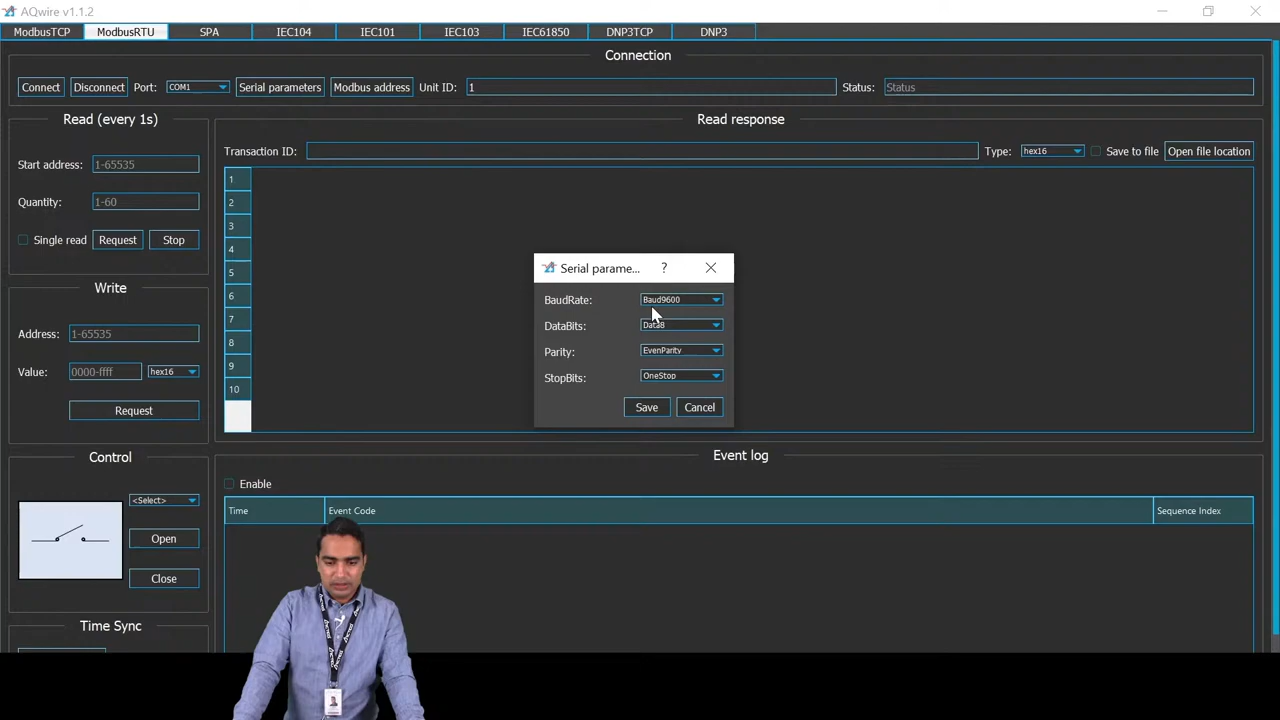 AQwire v1.1.2
ModbusTCP ModbusRTU SPA IEC104 IEC101 IEC103 IEC61850 DNP3TCP DNP3
Connection
Connect Disconnect Port: COM1 Serial parameters Modbus address Unit ID: 1 Status: Status
Read (every 1s) Read response
Start address: 1-65535 Transaction ID: Type: hex16 Save to file Open file location
1
Quantity: 1-60 2
3
Single read Request Stop 4
5
Write 6
7
Address: 1-65535 8
Value: 0000-ffff hex16 9
10
Request
Serial parame... ?
BaudRate: Baud9600
DataBits: Data8
Parity: EvenParity
StopBits: OneStop
Save Cancel
Control Event log
Enable
<Select> Time Event Code Sequence Index
Open
Close
Time Sync